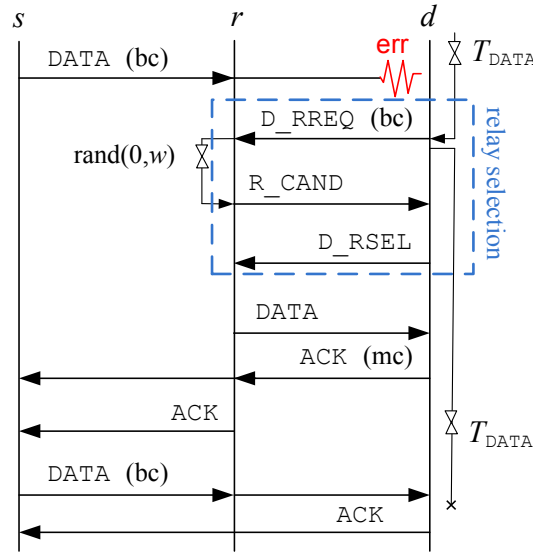 s r d
err
DATA (bc)
T_DATA
D_RREQ (bc)
rand(0,w)
R_CAND
relay selection
D_RSEL
DATA
ACK (mc)
ACK
T_DATA
DATA (bc)
ACK